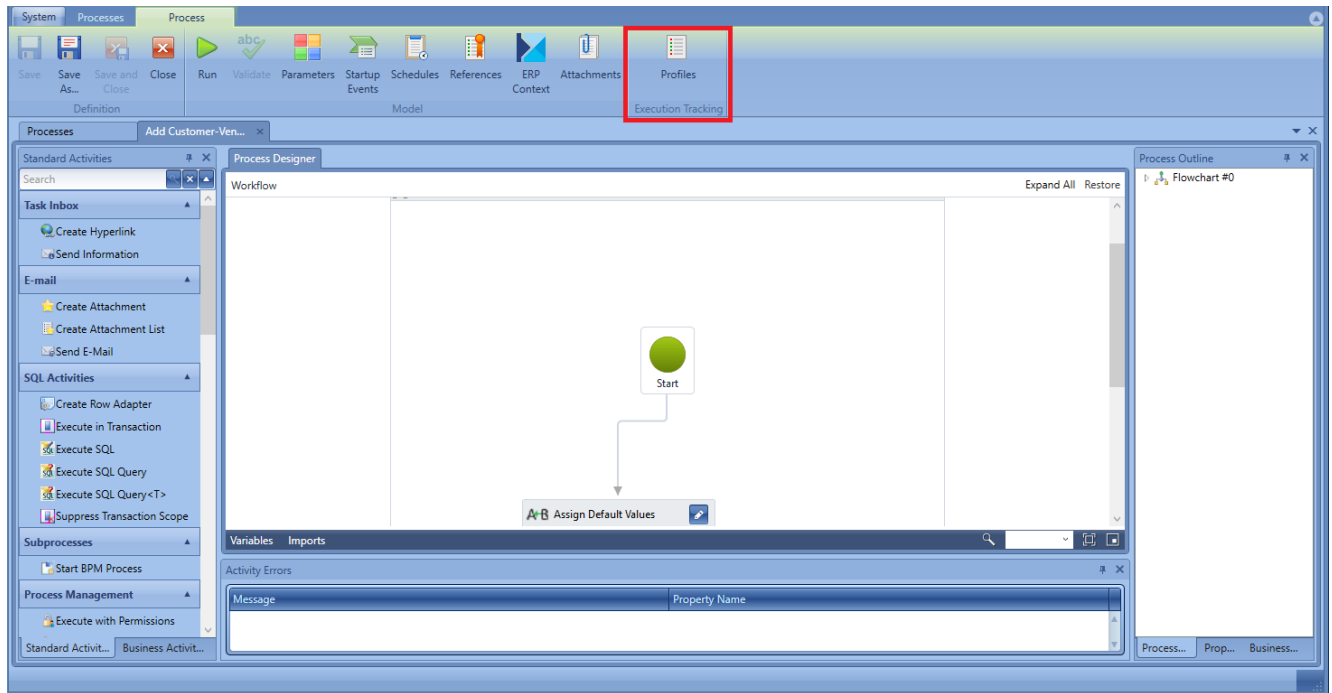 System Processes Process
Save Save As... Save and Close Close Run abc Validate Parameters Startup Events Schedules References ERP Context Attachments Profiles
Definition Model Execution Tracking
Processes Add Customer-Ven...
Standard Activities
Search
Task Inbox
Create Hyperlink
Send Information
E-mail
Create Attachment
Create Attachment List
Send E-Mail
SQL Activities
Create Row Adapter
Execute in Transaction
Execute SQL
Execute SQL Query
Execute SQL Query<T>
Suppress Transaction Scope
Subprocesses
Start BPM Process
Process Management
Execute with Permissions
Standard Activit... Business Activit...
Process Designer
Workflow Expand All Restore
Start
A+B Assign Default Values
Variables Imports
Activity Errors
Message Property Name
Process Outline
Flowchart #0
Process... Prop... Business...